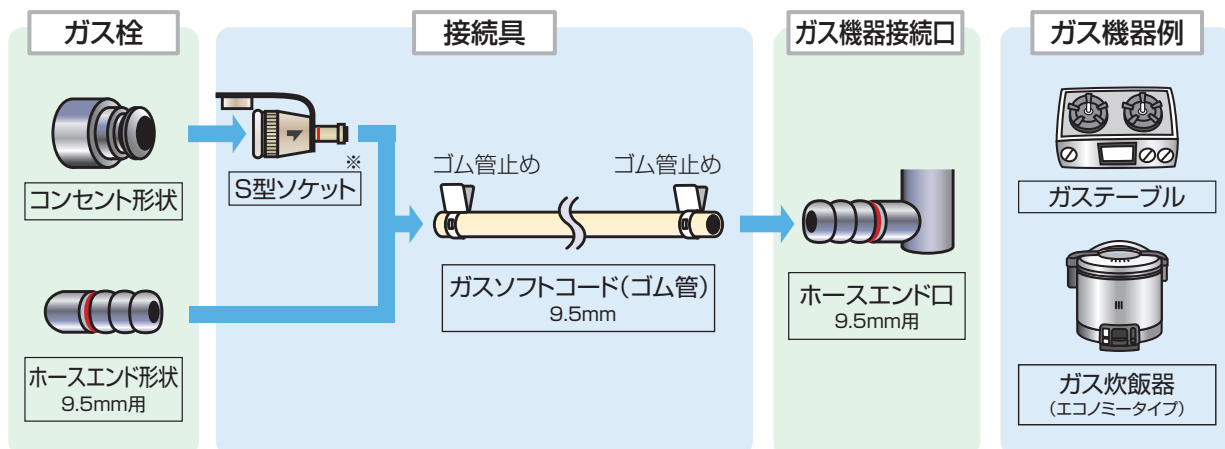 ガス栓
接続具
ガス機器接続口
ガス機器例
コンセント形状
※
S型ソケット
ゴム管止め
ゴム管止め
ガスソフトコード(ゴム管)
9.5mm
ホースエンド形状
9.5mm用
ホースエンド口
9.5mm用
ガステーブル
ガス炊飯器
(エコノミータイプ)